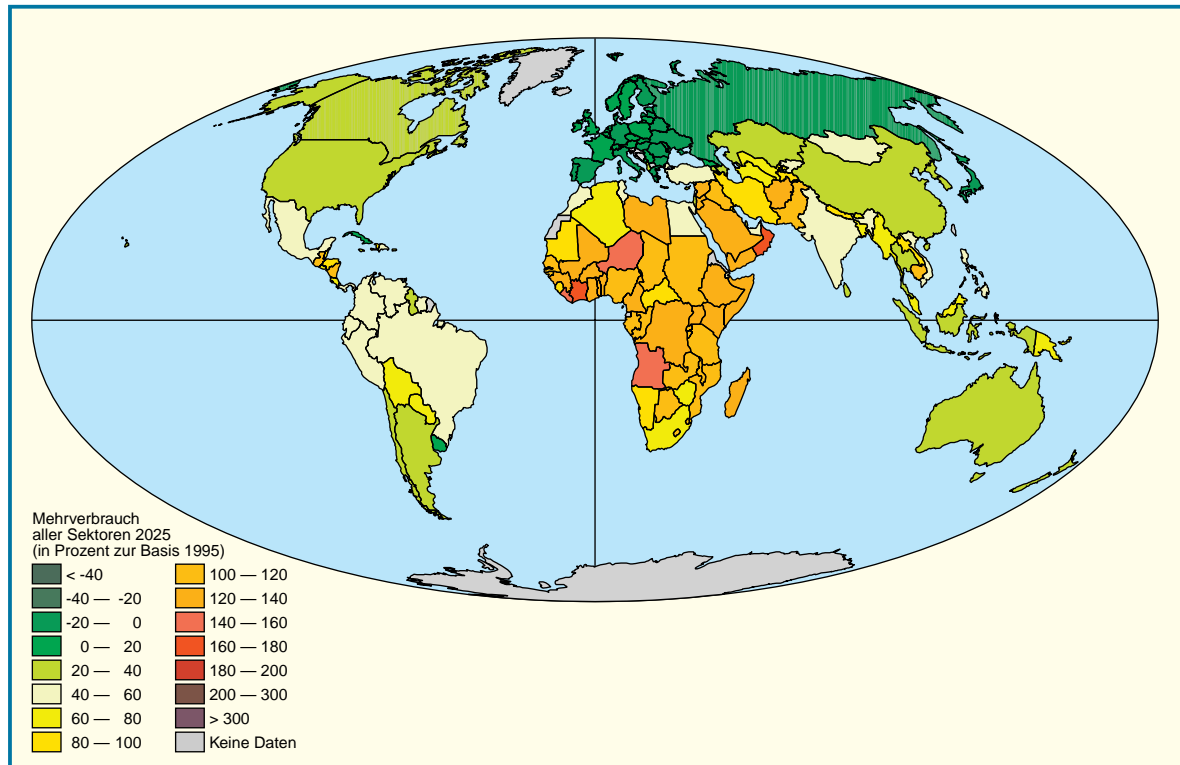 Mehrverbrauch
aller Sektoren 2025
(in Prozent zur Basis 1995)
< -40
-40 — -20
-20 — 0
0 — 20
20 — 40
40 — 60
60 — 80
80 — 100
100 — 120
120 — 140
140 — 160
160 — 180
180 — 200
200 — 300
> 300
Keine Daten